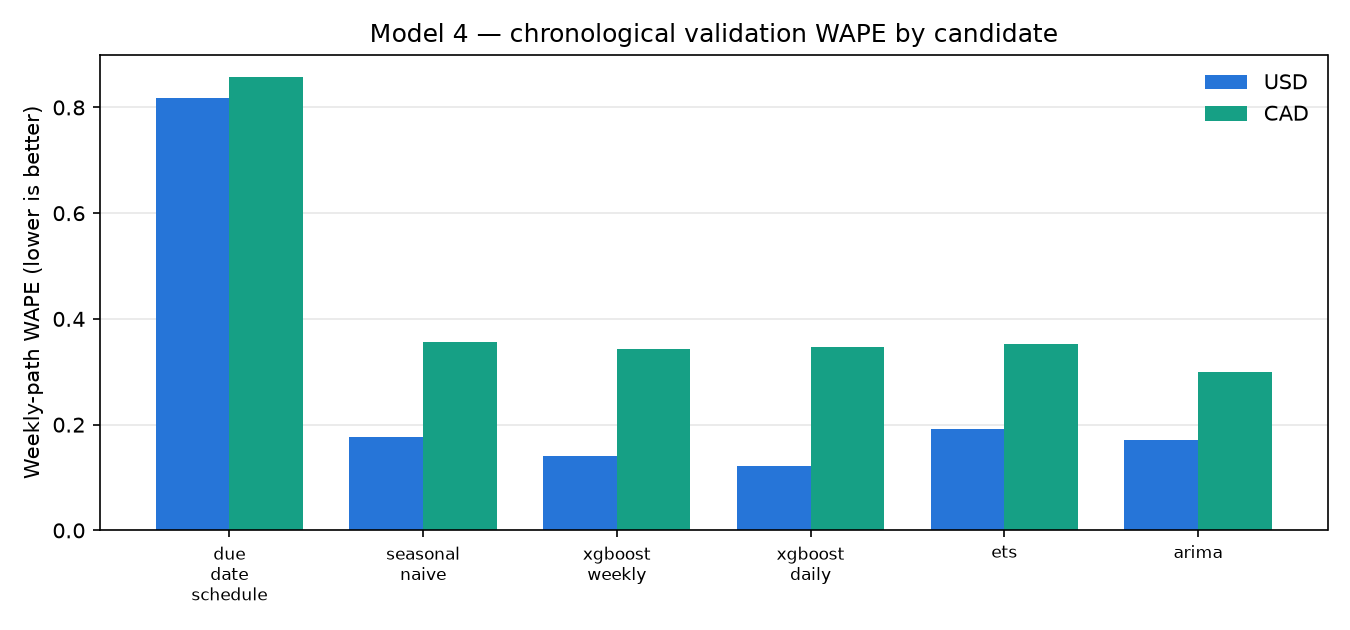 Model 4 — chronological validation WAPE by candidate
Weekly-path WAPE (lower is better)
0.8
0.6
0.4
0.2
0.0
USD
CAD
due
date
schedule
seasonal
naive
xgboost
weekly
xgboost
daily
ets
arima